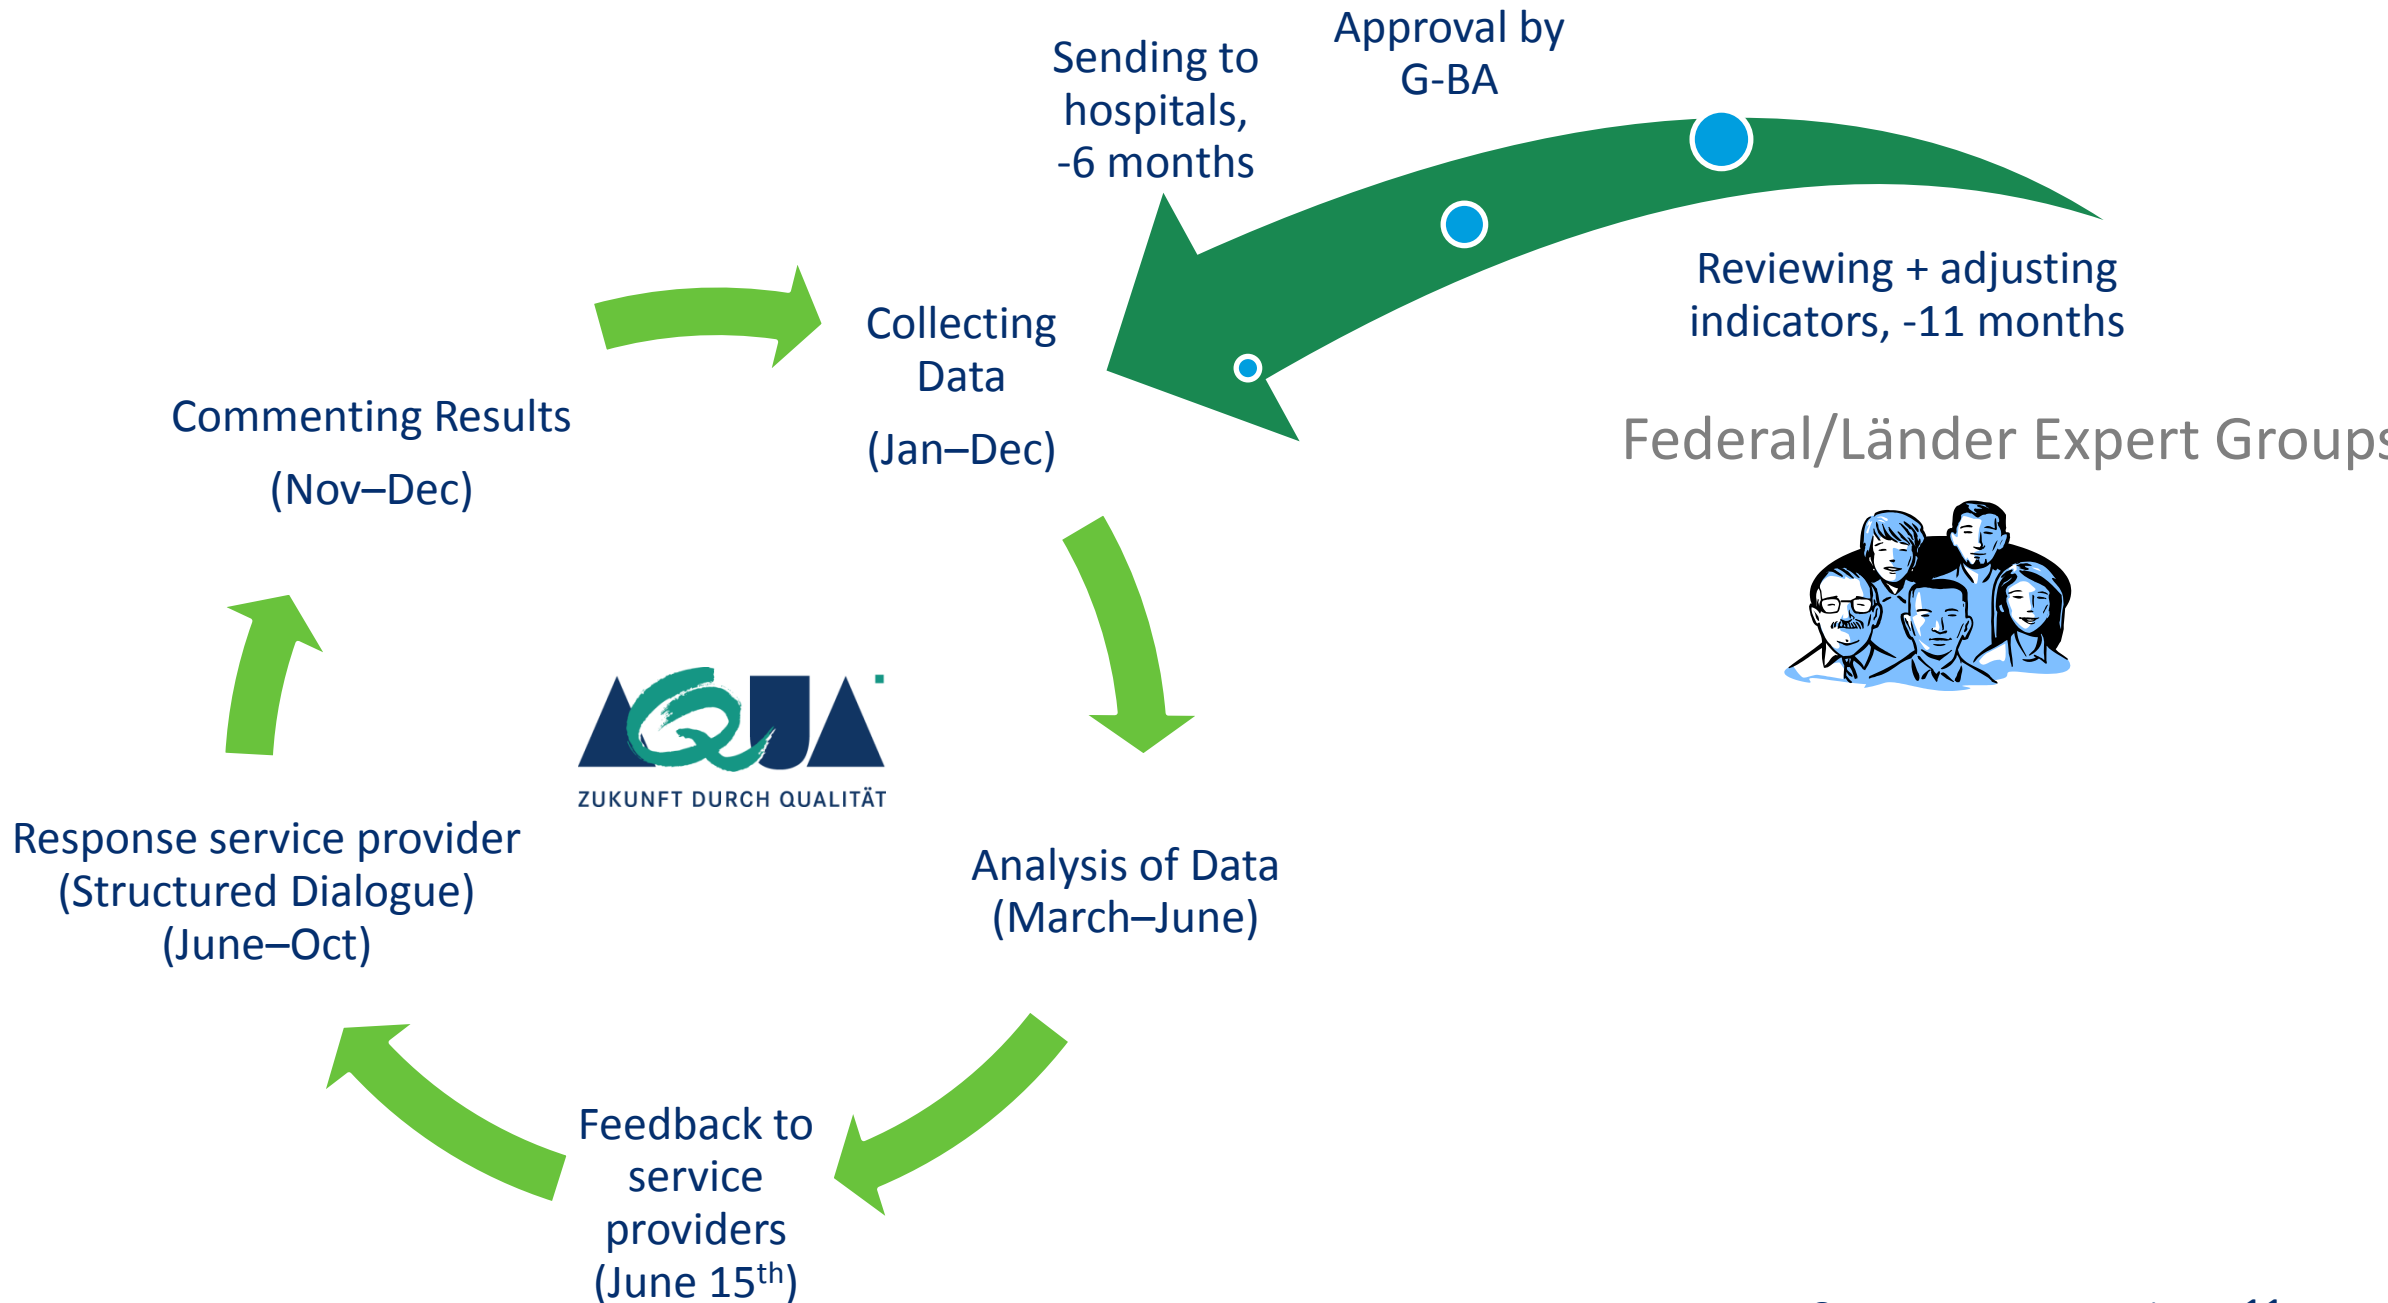 Approval by
G-BA
Sending to
hospitals,
-6 months
Reviewing + adjusting
indicators, -11 months
Federal/Länder Expert Groups
Collecting
Data
(Jan–Dec)
Commenting Results
(Nov–Dec)
AQUA
ZUKUNFT DURCH QUALITÄT
Response service provider
(Structured Dialogue)
(June–Oct)
Analysis of Data
(March–June)
Feedback to
service
providers
(June 15th)